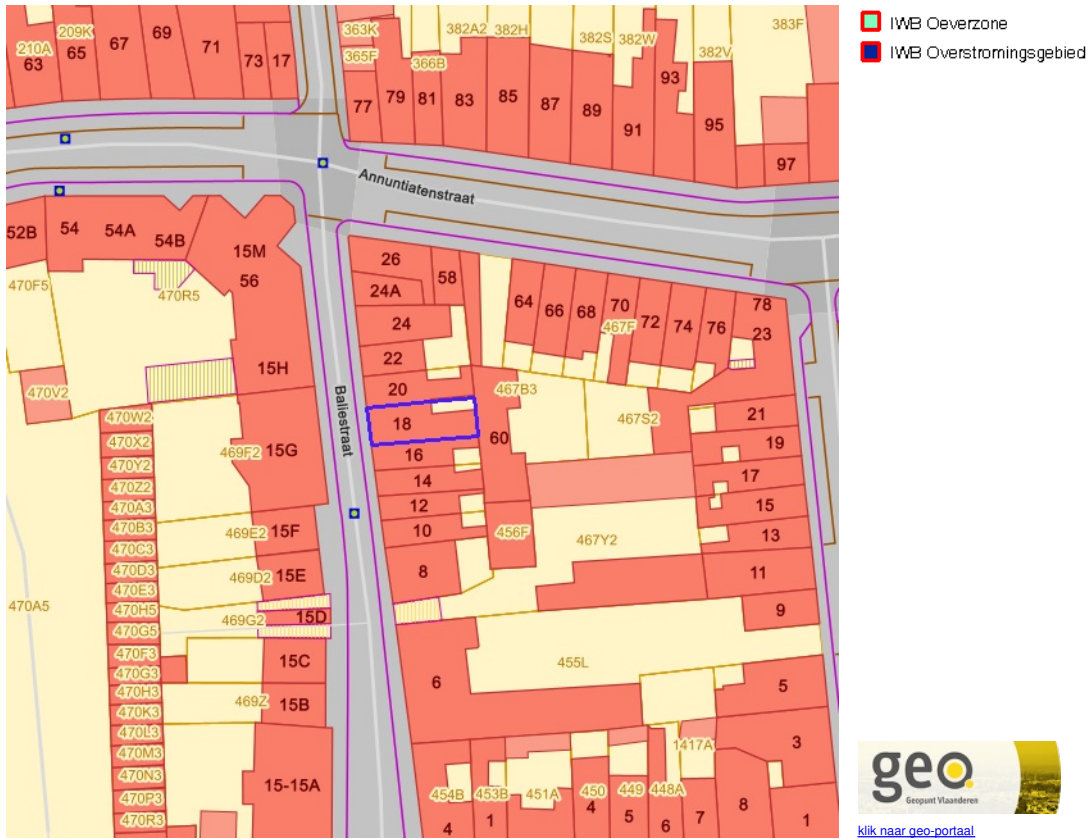 IWB Oeverzone
IWB Overstromingsgebied
210A 209K 67 69 71 73 17
63 65
363K 382A2 382H 382S 382W 382V 383F
365F 366B
77 79 81 83 85 87 89 91 93 95 97
Annuntiatenstraat
52B 54 54A 54B 15M
56
470F5 470R5
26 58
24A
24
22
20
18
16
14
12
10
8
6
64 66 68 70 72 74 76 78
467F 23
15H
470V2
Baliestraat
467B3 467S2
60
21
19
17
15
13
11
9
5
3
1
470W2
470X2
470Y2
470Z2
470A3
470B3
470C3
470D3
470E3
470H5
470G5
470F3
470G3
470H3
470K3
470L3
470M3
470N3
470P3
470R3
470A5
469F2 15G
469E2 15F
469D2 15E
469G2 15D
15C
469Z 15B
15-15A
456F 467Y2
455L
1417A
454B 453B 451A 450 449 448A
4 1 4 5 6 7 8
geo.
Geopunt Vlaanderen
klik naar geo-portaal